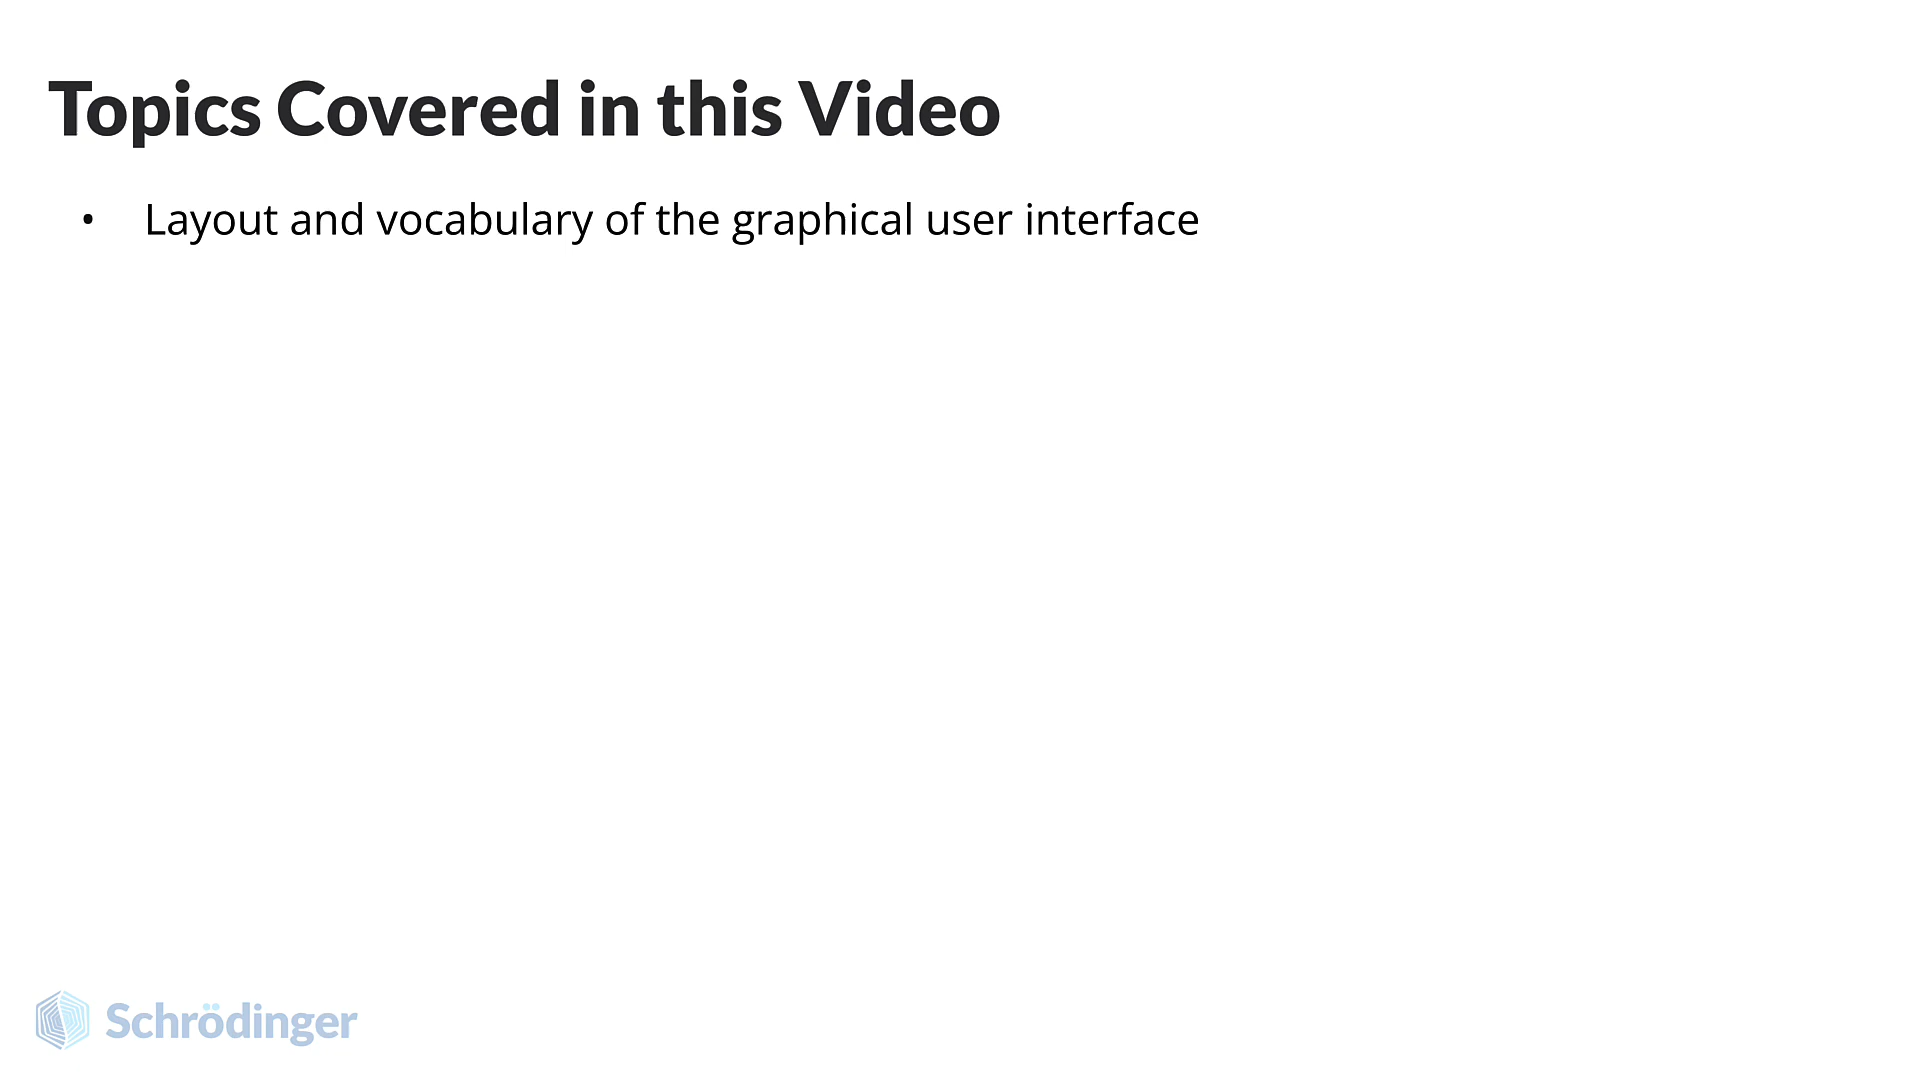 Topics Covered in this Video
• Layout and vocabulary of the graphical user interface
Schrödinger